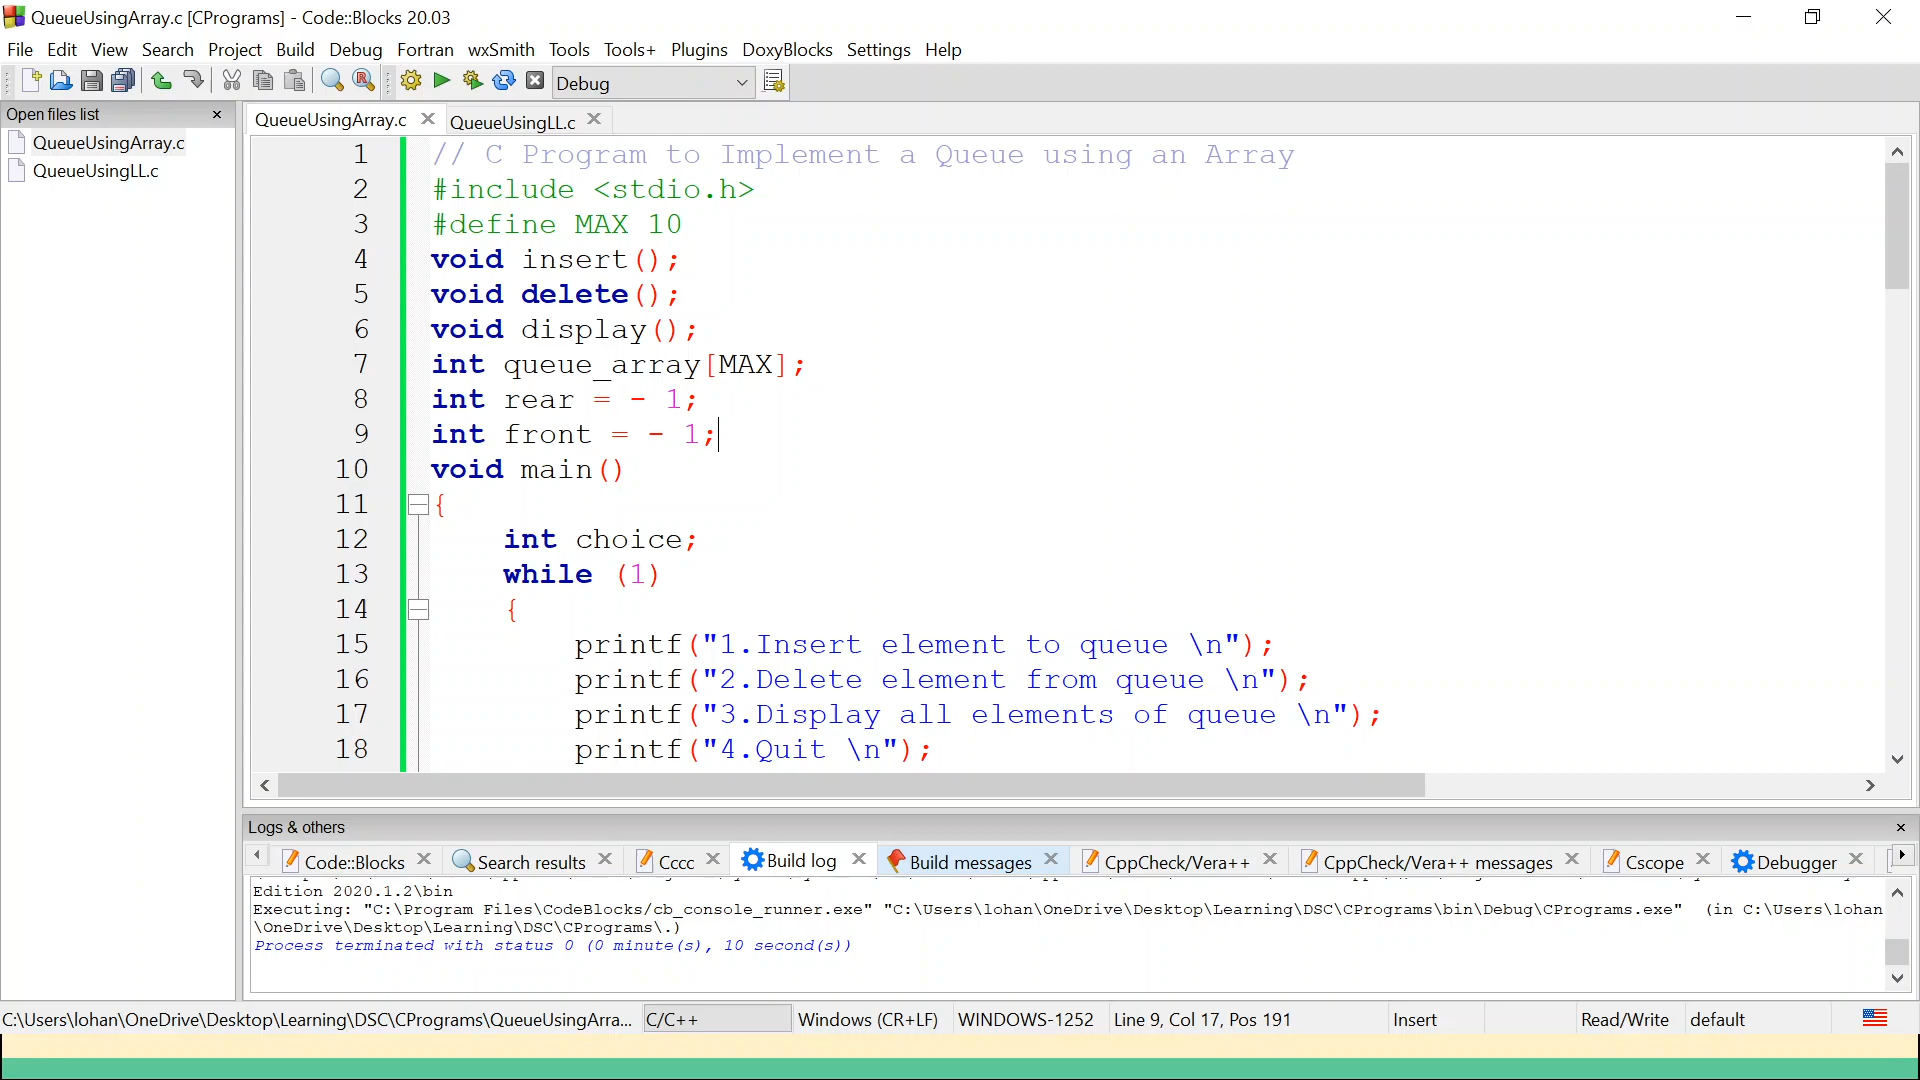 QueueUsingArray.c [CPrograms] - Code::Blocks 20.03
File Edit View Search Project Build Debug Fortran wxSmith Tools Tools+ Plugins DoxyBlocks Settings Help
Debug
Open files list
QueueUsingArray.c
QueueUsingLL.c
QueueUsingArray.c QueueUsingLL.c
1 // C Program to Implement a Queue using an Array
2 #include <stdio.h>
3 #define MAX 10
4 void insert();
5 void delete();
6 void display();
7 int queue_array[MAX];
8 int rear = - 1;
9 int front = - 1;
10 void main()
11 {
12 int choice;
13 while (1)
14 {
15 printf("1.Insert element to queue \n");
16 printf("2.Delete element from queue \n");
17 printf("3.Display all elements of queue \n");
18 printf("4.Quit \n");
Logs & others
Code::Blocks Search results Cccc Build log Build messages CppCheck/Vera++ CppCheck/Vera++ messages Cscope Debugger
Edition 2020.1.2\bin
Executing: "C:\Program Files\CodeBlocks/cb_console_runner.exe" "C:\Users\lohan\OneDrive\Desktop\Learning\DSC\CPrograms\bin\Debug\CPrograms.exe" (in C:\Users\lohan
\OneDrive\Desktop\Learning\DSC\CPrograms\.)
Process terminated with status 0 (0 minute(s), 10 second(s))
C:\Users\lohan\OneDrive\Desktop\Learning\DSC\CPrograms\QueueUsingArra... C/C++ Windows (CR+LF) WINDOWS-1252 Line 9, Col 17, Pos 191 Insert Read/Write default